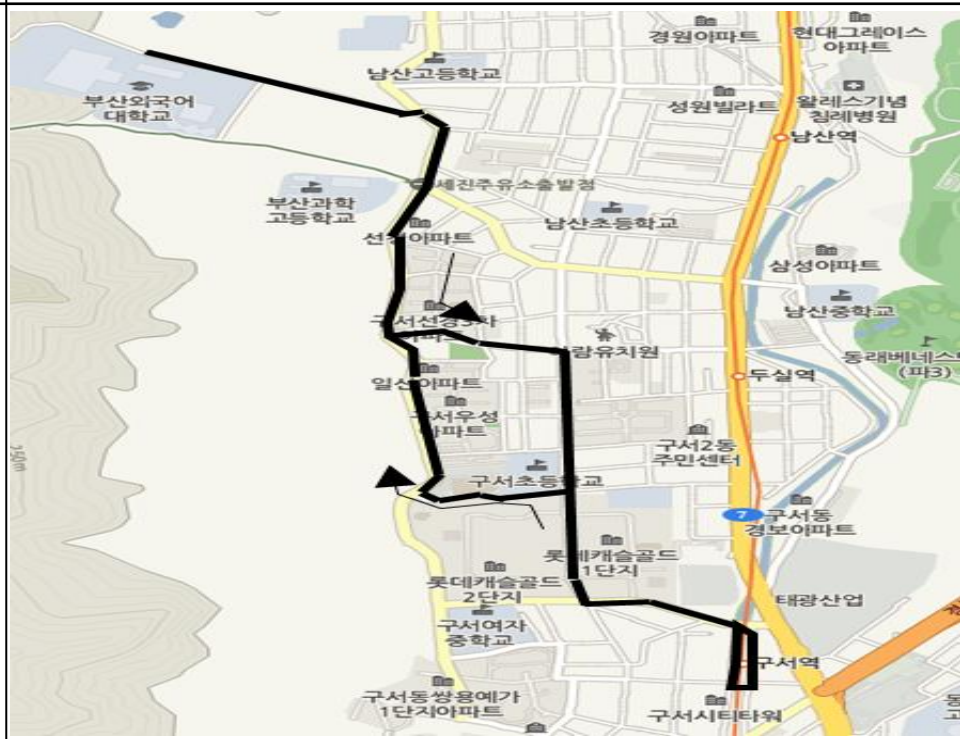 경원아파트
현대그레이스
아파트
남산고등학교
부산외국어
대학교
성원빌라트
왈레스기념
침례병원
남산역
세진주유소출발점
부산과학
고등학교
남산초등학교
삼성아파트
남산중학교
두실역
동래베네스트
(파3)
일신아파트
구서우성
아파트
구서2동
주민센터
구서초등학교
250m
7
구서동
경보아파트
롯데캐슬골드
1단지
롯데캐슬골드
2단지
태광산업
구서여자
중학교
구서역
구서동쌍용예가
1단지아파트
구서시티타워